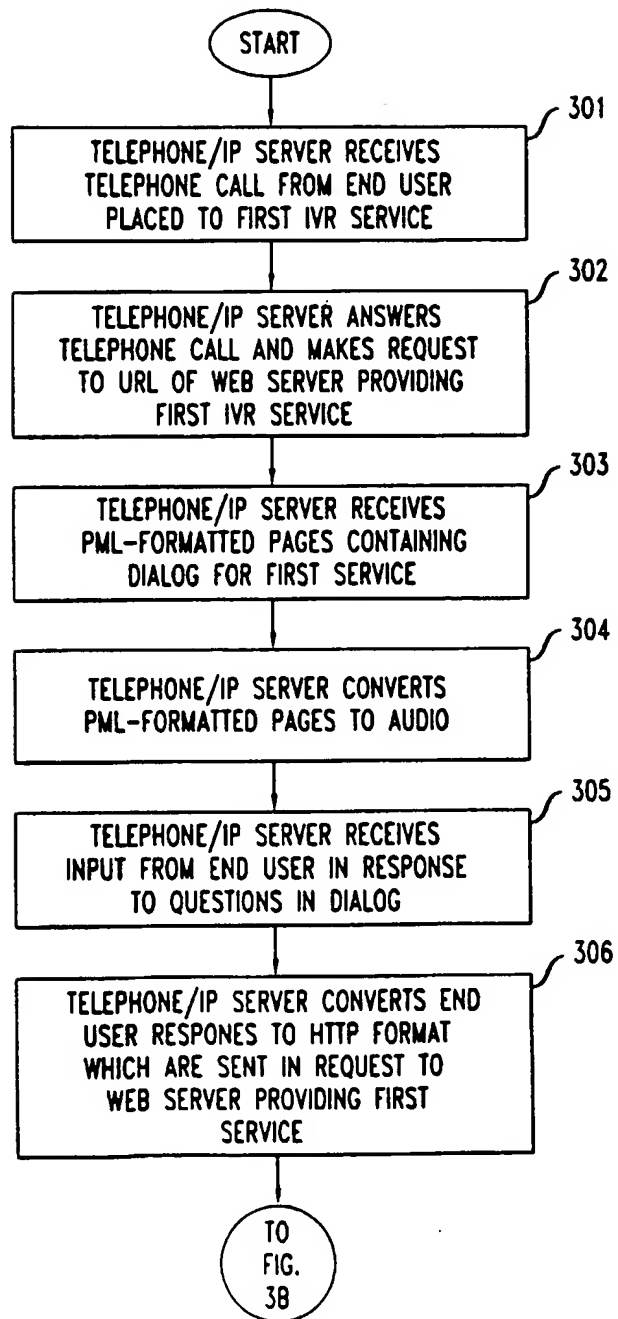 START
301
TELEPHONE/IP SERVER RECEIVES
TELEPHONE CALL FROM END USER
PLACED TO FIRST IVR SERVICE
302
TELEPHONE/IP SERVER ANSWERS
TELEPHONE CALL AND MAKES REQUEST
TO URL OF WEB SERVER PROVIDING
FIRST IVR SERVICE
303
TELEPHONE/IP SERVER RECEIVES
PML-FORMATTED PAGES CONTAINING
DIALOG FOR FIRST SERVICE
304
TELEPHONE/IP SERVER CONVERTS
PML-FORMATTED PAGES TO AUDIO
305
TELEPHONE/IP SERVER RECEIVES
INPUT FROM END USER IN RESPONSE
TO QUESTIONS IN DIALOG
306
TELEPHONE/IP SERVER CONVERTS END
USER RESPONES TO HTTP FORMAT
WHICH ARE SENT IN REQUEST TO
WEB SERVER PROVIDING FIRST
SERVICE
TO
FIG.
3B